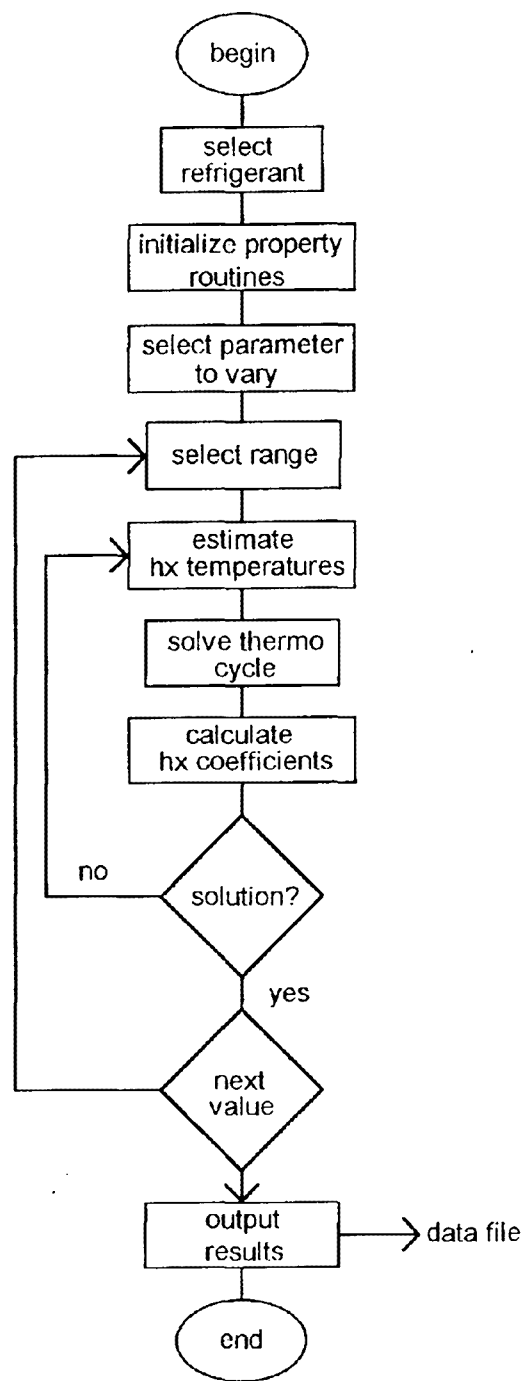 begin
select
refrigerant
initialize property
routines
select parameter
to vary
select range
estimate
hx temperatures
solve thermo
cycle
calculate
hx coefficients
no
solution?
yes
next
value
output
results
data file
end